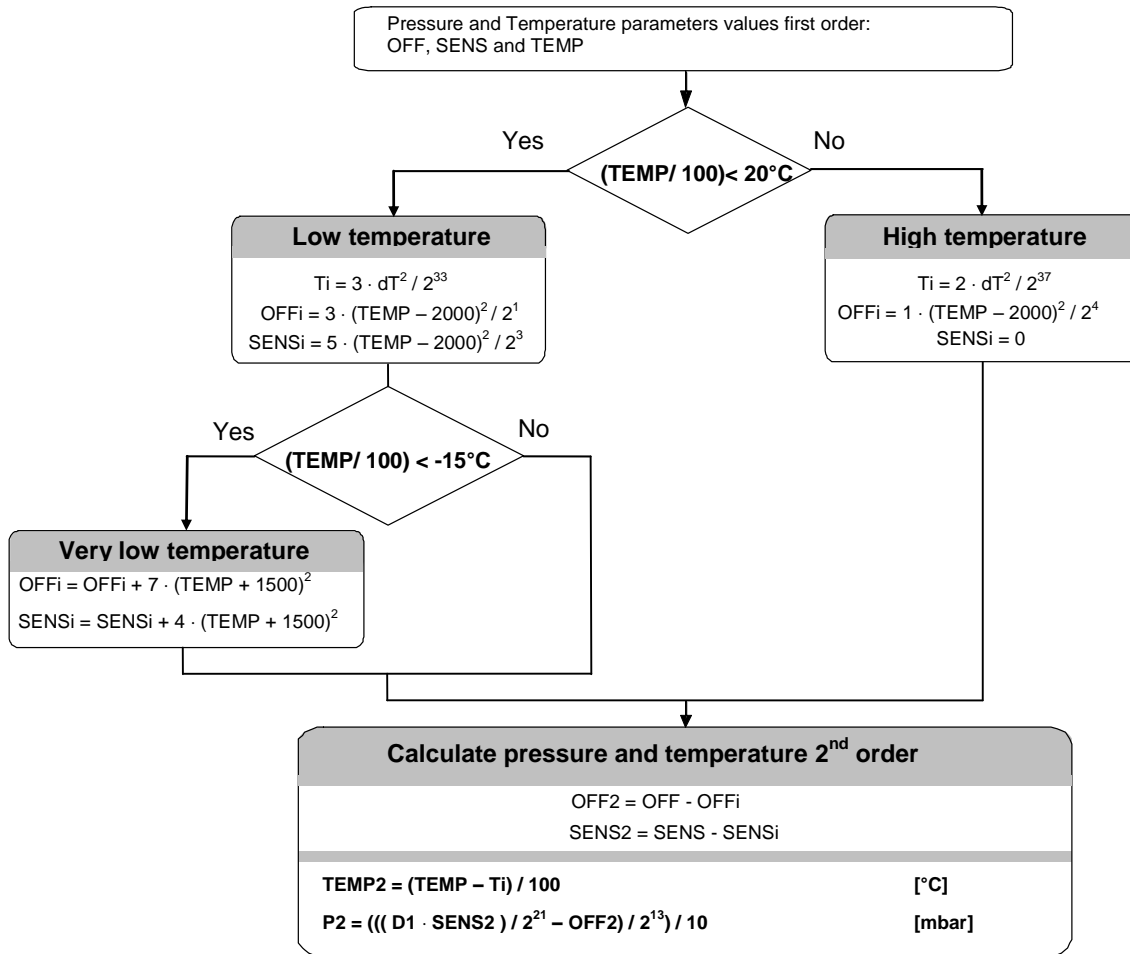 Pressure and Temperature parameters values first order:
OFF, SENS and TEMP
Yes
No
(TEMP/ 100)< 20°C
Low temperature
Ti = 3 · dT² / 2³³
OFFi = 3 · (TEMP – 2000)² / 2¹
SENSi = 5 · (TEMP – 2000)² / 2³
High temperature
Ti = 2 · dT² / 2³⁷
OFFi = 1 · (TEMP – 2000)² / 2⁴
SENSi = 0
Yes
No
(TEMP/ 100) < -15°C
Very low temperature
OFFi = OFFi + 7 · (TEMP + 1500)²
SENSi = SENSi + 4 · (TEMP + 1500)²
Calculate pressure and temperature 2ⁿᵈ order
OFF2 = OFF - OFFi
SENS2 = SENS - SENSi
TEMP2 = (TEMP – Ti) / 100 [°C]
P2 = ((( D1 · SENS2 ) / 2²¹ – OFF2) / 2¹³) / 10 [mbar]